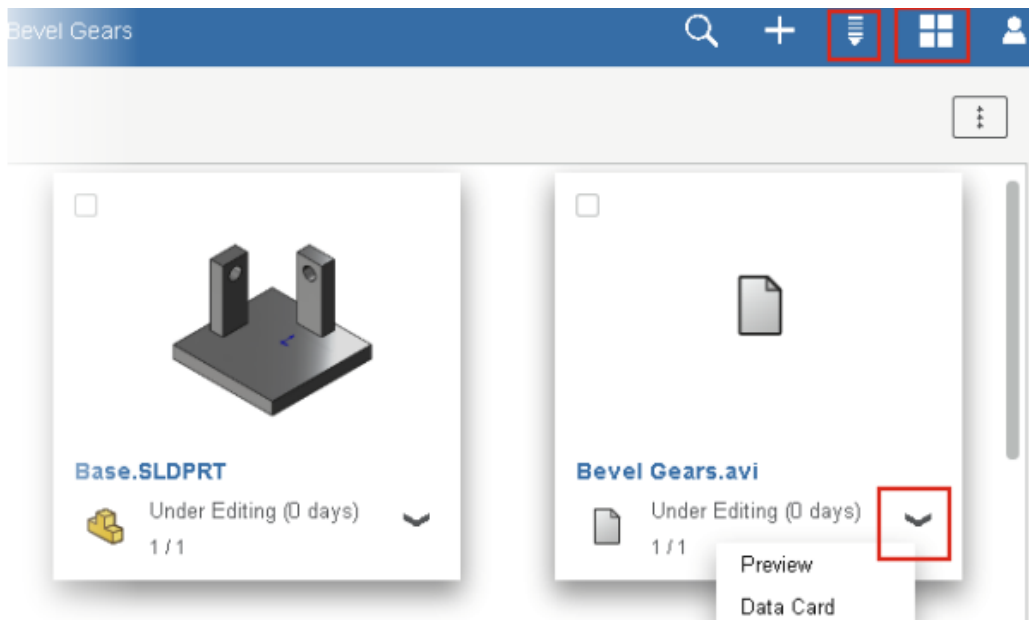 Bevel Gears
Base.SLDPRT
Under Editing (0 days)
1 / 1
Bevel Gears.avi
Under Editing (0 days)
1 / 1
Preview
Data Card